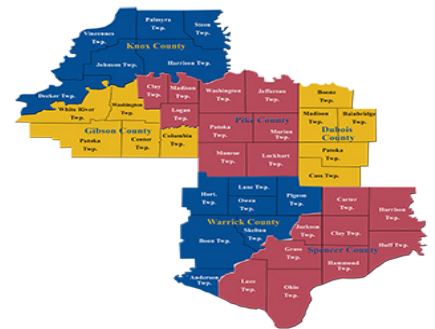 Palmyra
Twp.
Steen
Twp.
Vincennes
Twp.
Knox County
Johnson Twp.
Harrison Twp.
Decker Twp.
Clay
Twp.
Madison
Twp.
Washington
Twp.
Jefferson
Twp.
Boone
Twp.
White River
Twp.
Washington
Twp.
Logan
Twp.
Madison
Twp.
Bainbridge
Twp.
Gibson County
Pike County
Dubois
County
Patoka
Twp.
Center
Twp.
Columbia
Twp.
Patoka
Twp.
Marion
Twp.
Monroe
Twp.
Lockhart
Twp.
Patoka
Twp.
Cass Twp.
Hart.
Twp.
Lane Twp.
Owen
Twp.
Pigeon
Twp.
Carter
Twp.
Harrison
Twp.
Warrick County
Skelton
Twp.
Boon Twp.
Jackson
Twp.
Clay Twp.
Huff Twp.
Spencer County
Grass
Twp.
Hammond
Twp.
Anderson
Twp.
Luce
Twp.
Ohio
Twp.